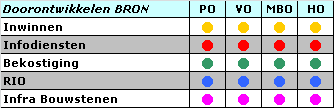 Doorontwikkelen BRON PO VO MBO HO
Inwinnen
Infodiensten
Bekostiging
RIO
Infra Bouwstenen